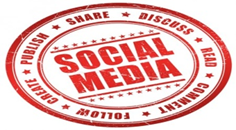 PUBLISH ★ SHARE ★ DISCUSS ★ READ ★ COMMENT ★ FOLLOW ★ CREATE ★
SOCIAL
MEDIA